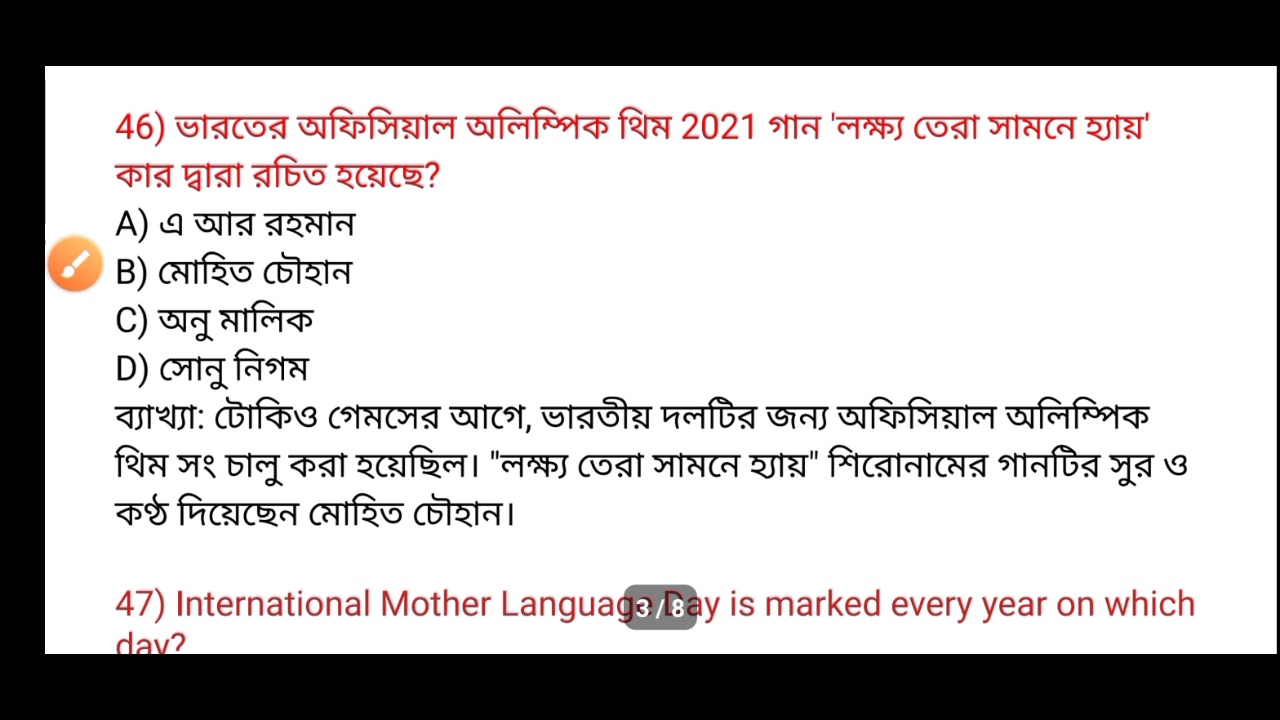 46) ভারতের অফিসিয়াল অলিম্পিক থিম 2021 গান 'লক্ষ্য তেরা সামনে হ্যায়'
কার দ্বারা রচিত হয়েছে?
A) এ আর রহমান
B) মোহিত চৌহান
C) অনু মালিক
D) সোনু নিগম
ব্যাখ্যা: টোকিও গেমসের আগে, ভারতীয় দলটির জন্য অফিসিয়াল অলিম্পিক
থিম সং চালু করা হয়েছিল। "লক্ষ্য তেরা সামনে হ্যায়" শিরোনামের গানটির সুর ও
কণ্ঠ দিয়েছেন মোহিত চৌহান।
47) International Mother Language Day is marked every year on which
day?
3 / 8